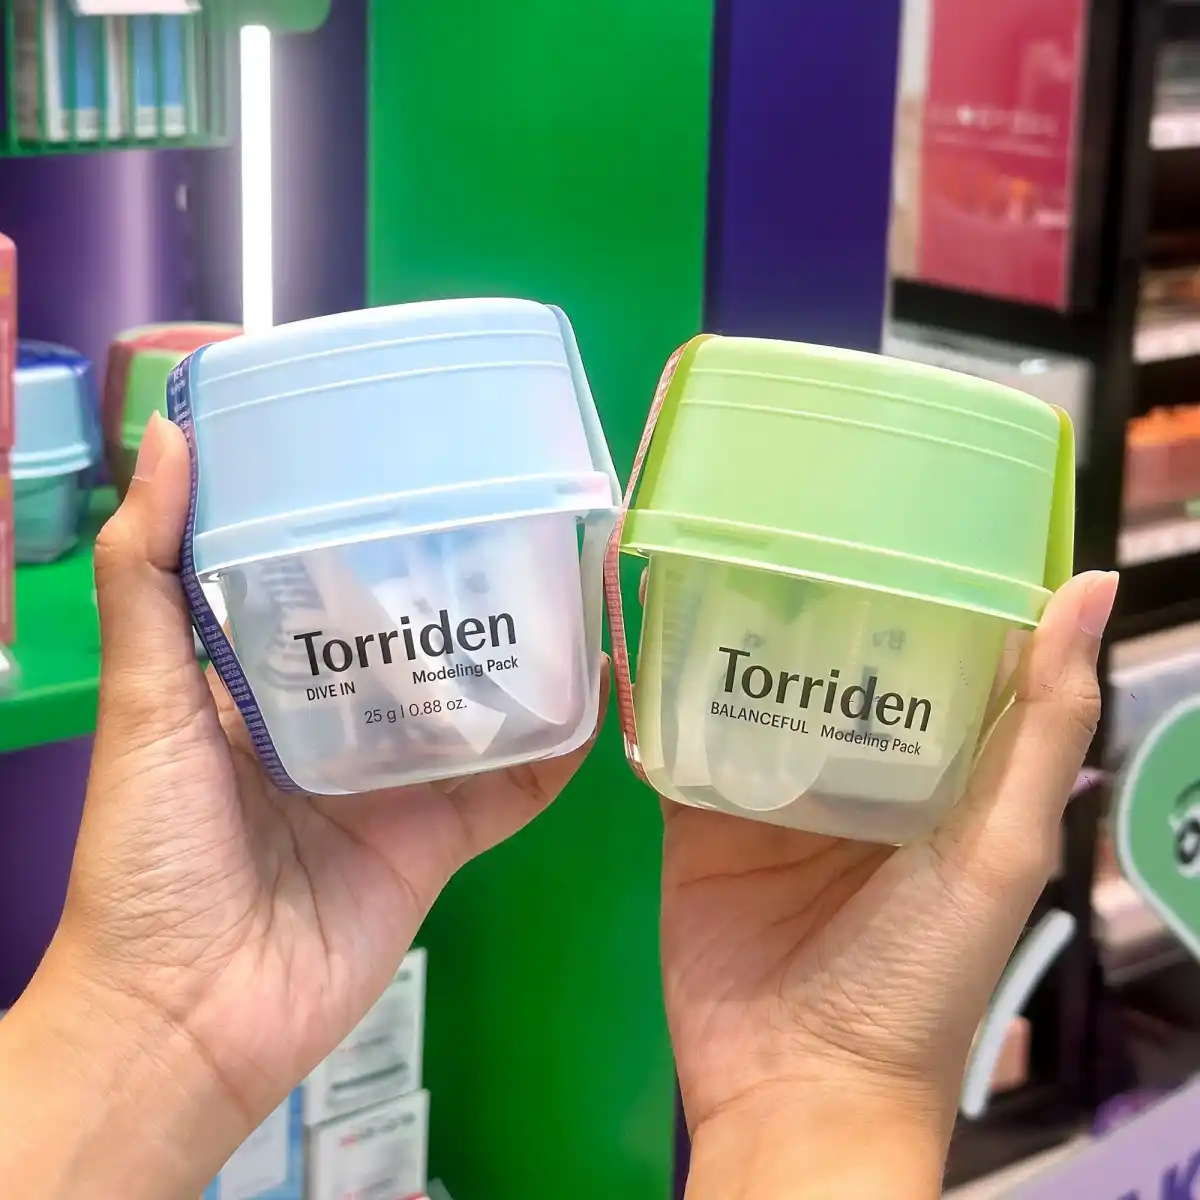 Torriden
DIVE IN
Modeling Pack
25 g | 0.88 oz.
Torriden
BALANCEFUL
Modeling Pack